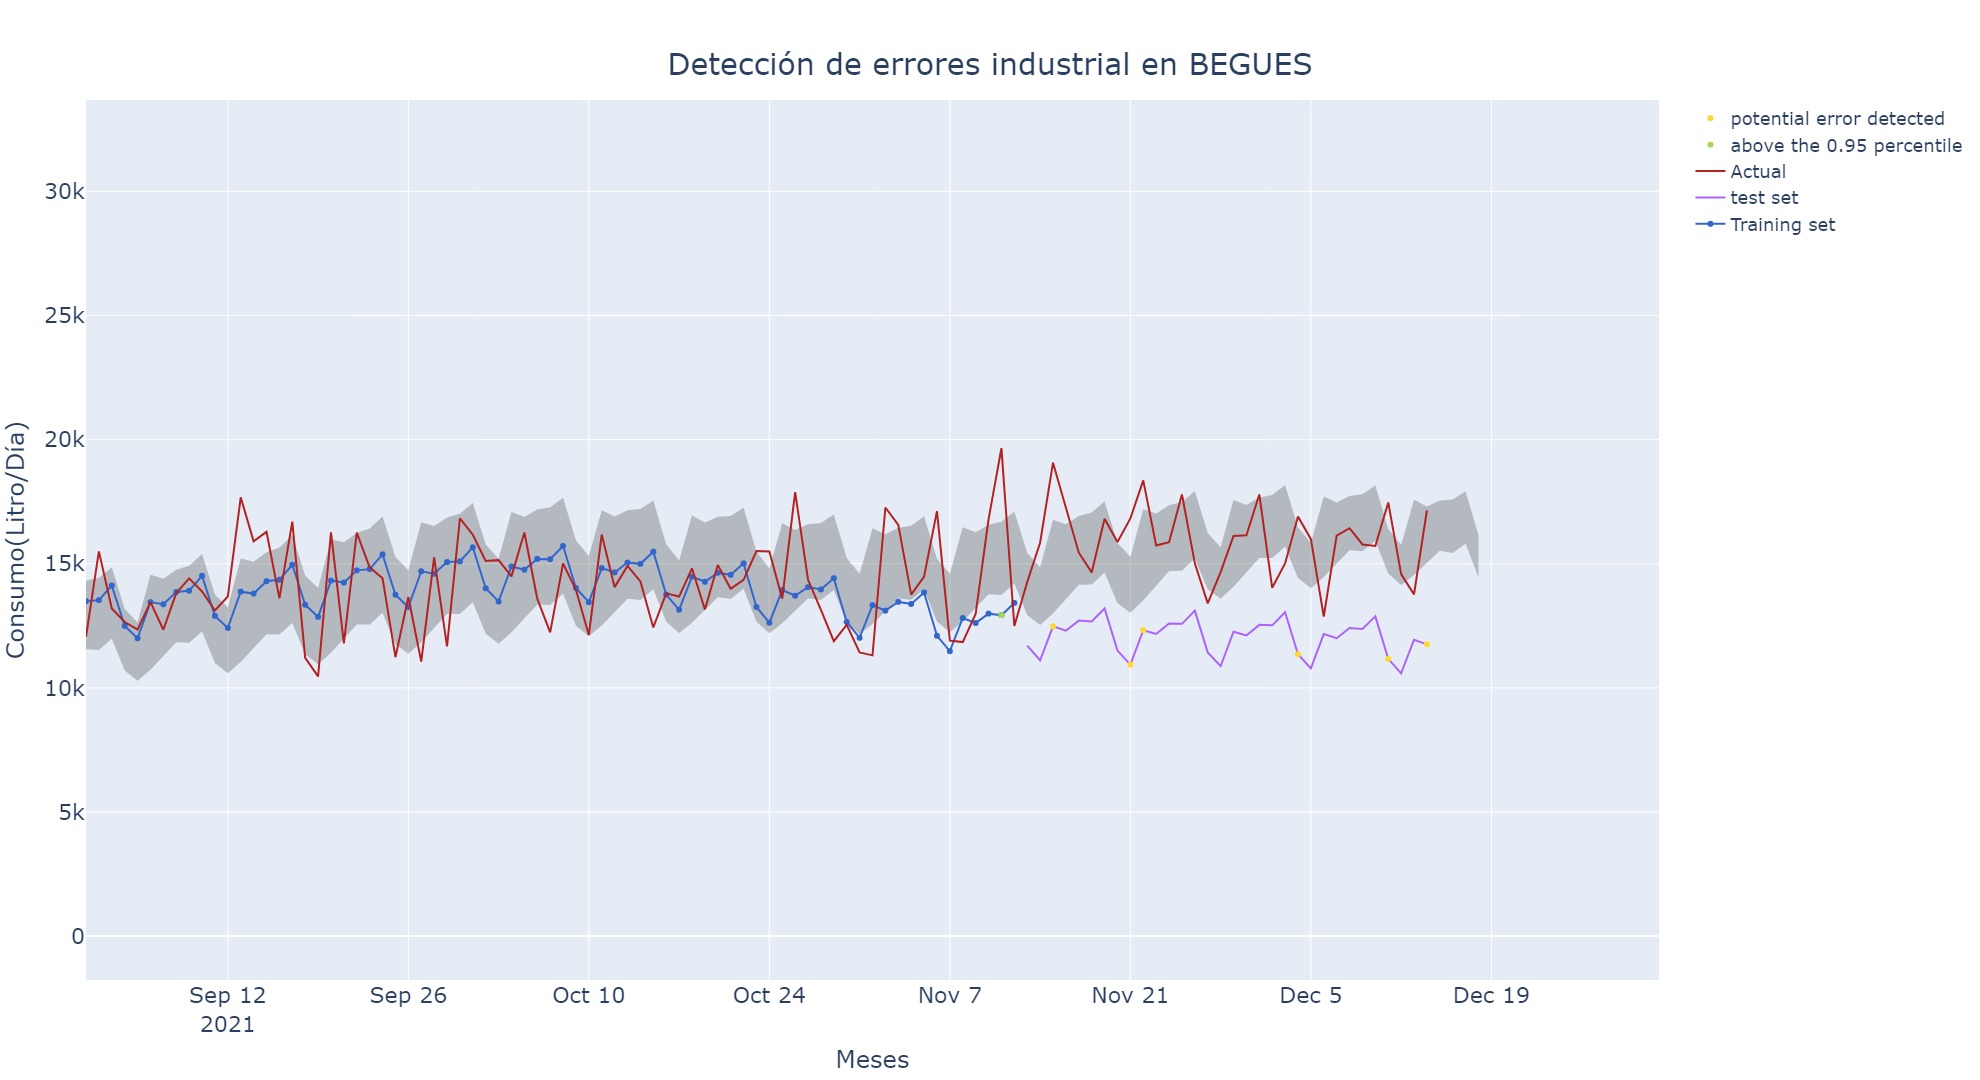 Detección de errores industrial en BEGUES
potential error detected
above the 0.95 percentile
Actual
test set
Training set
Consumo(Litro/Día)
30k
25k
20k
15k
10k
5k
0
Sep 12
2021
Sep 26
Oct 10
Oct 24
Nov 7
Nov 21
Dec 5
Dec 19
Meses